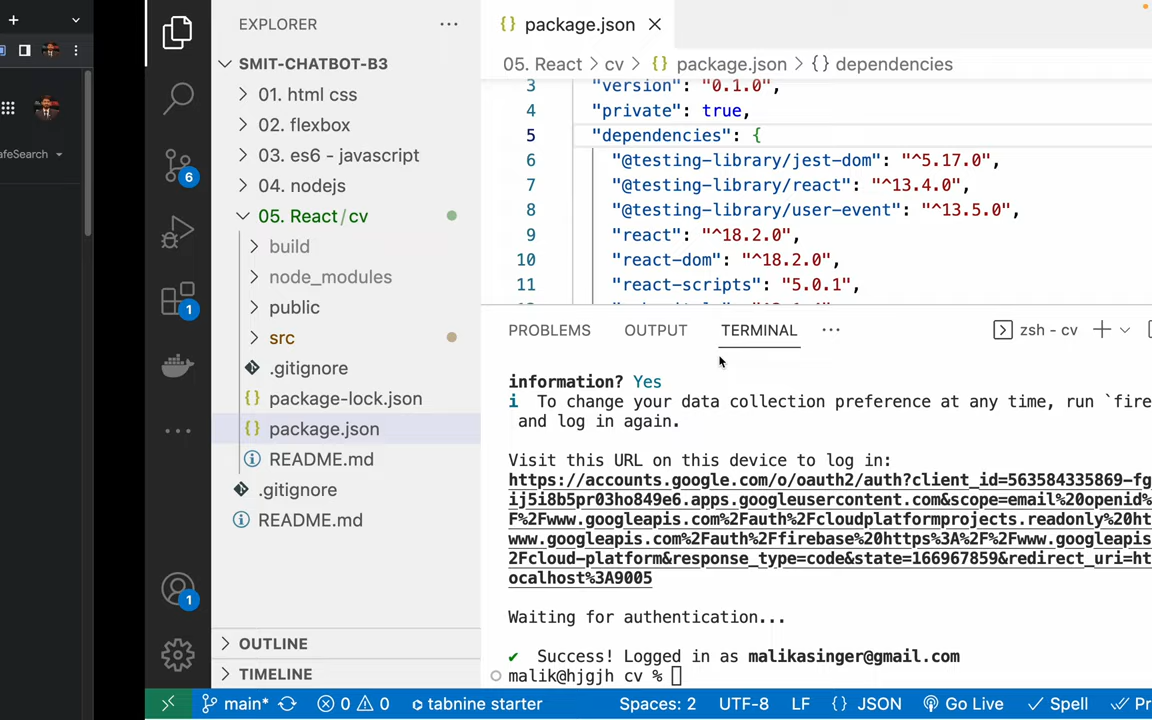 afeSearch
EXPLORER
SMIT-CHATBOT-B3
01. html css
02. flexbox
03. es6 - javascript
04. nodejs
05. React/cv
build
node_modules
public
src
.gitignore
package-lock.json
package.json
README.md
.gitignore
README.md
OUTLINE
TIMELINE
6
1
1
package.json
05. React > cv > {} package.json > {} dependencies
3 "version": "0.1.0",
4 "private": true,
5 "dependencies": {
6 "@testing-library/jest-dom": "^5.17.0",
7 "@testing-library/react": "^13.4.0",
8 "@testing-library/user-event": "^13.5.0",
9 "react": "^18.2.0",
10 "react-dom": "^18.2.0",
11 "react-scripts": "5.0.1",
PROBLEMS OUTPUT TERMINAL ... zsh - cv
information? Yes
i To change your data collection preference at any time, run `fire
and log in again.
Visit this URL on this device to log in:
https://accounts.google.com/o/oauth2/auth?client_id=563584335869-fg
ij5i8b5pr03ho849e6.apps.googleusercontent.com&scope=email%20openid%
F%2Fwww.googleapis.com%2Fauth%2Fcloudplatformprojects.readonly%20ht
www.googleapis.com%2Fauth%2Ffirebase%20https%3A%2F%2Fwww.googleapis
2Fcloud-platform&response_type=code&state=166967859&redirect_uri=ht
ocalhost%3A9005
Waiting for authentication...
✔ Success! Logged in as malikasinger@gmail.com
malik@hjgjh cv %
main* 0 0 tabnine starter Spaces: 2 UTF-8 LF {} JSON Go Live Spell Pr